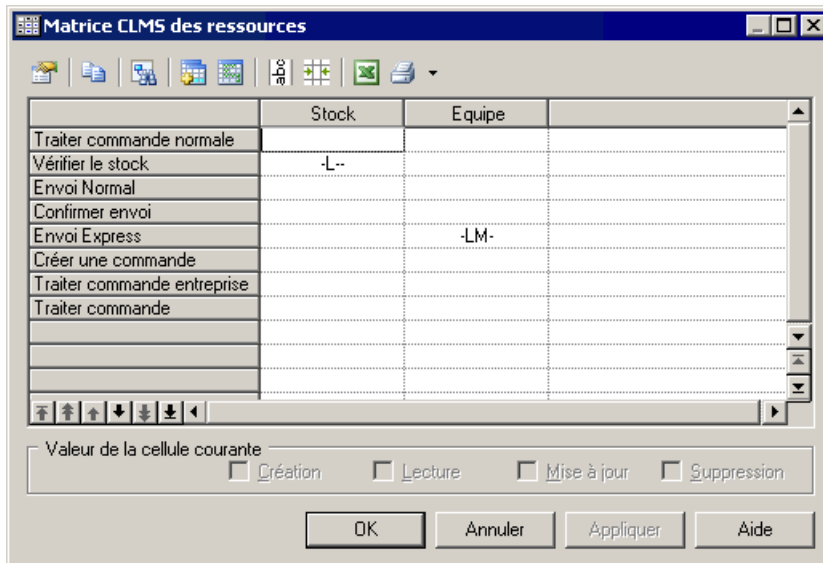 Matrice CLMS des ressources
abc
Stock Equipe
Traiter commande normale
Vérifier le stock -L--
Envoi Normal
Confirmer envoi
Envoi Express -LM-
Créer une commande
Traiter commande entreprise
Traiter commande
Valeur de la cellule courante
Création Lecture Mise à jour Suppression
OK Annuler Appliquer Aide